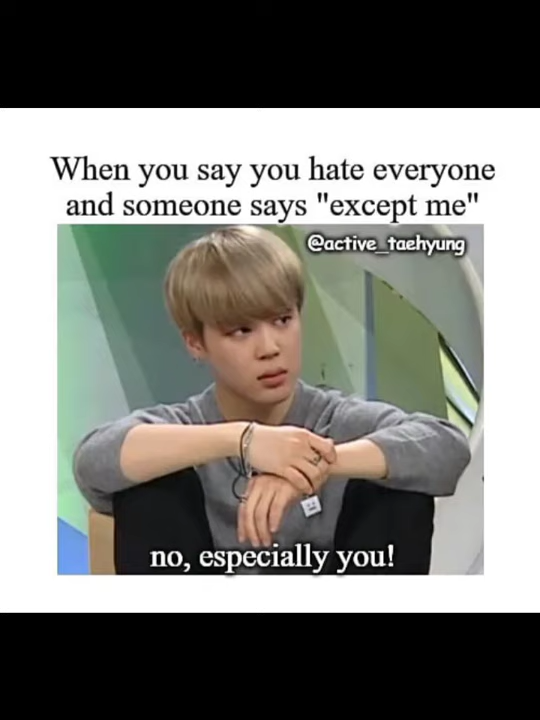 When you say you hate everyone
and someone says "except me"
@active_taehyung
no, especially you!